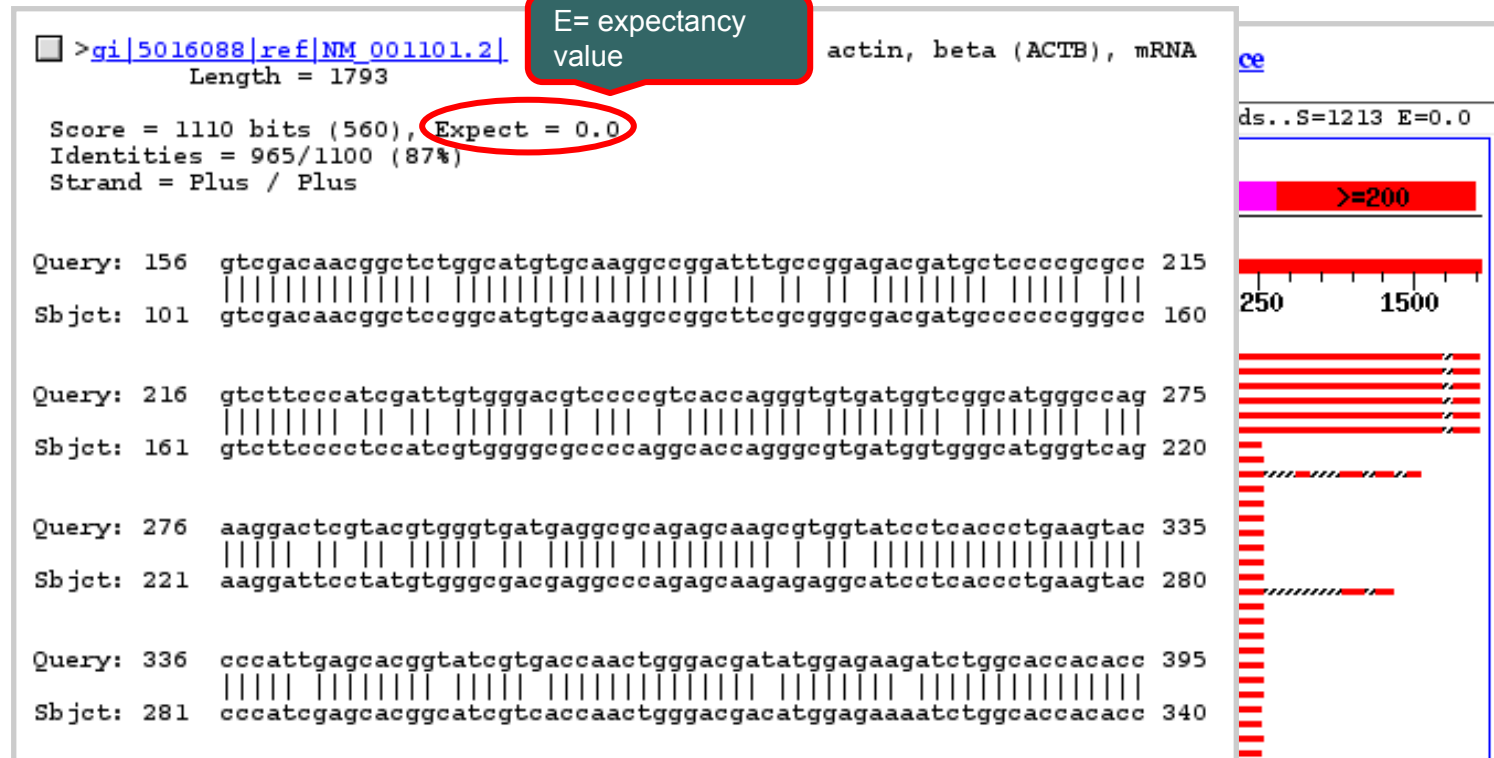 E= expectancy
value
>gi|5016088|ref|NM_001101.2| actin, beta (ACTB), mRNA
Length = 1793
Score = 1110 bits (560), Expect = 0.0
Identities = 965/1100 (87%)
Strand = Plus / Plus
Query: 156 gtcgacaacggctctggcatgtgcaaggccggatttgccggagacgatgctccccgcgcc 215
Sbjct: 101 gtcgacaacggctccggcatgtgcaaggccggcttcgcgggcgacgatgcccccccgggcc 160
Query: 216 gtcttcccatcgattgtgggacgtccccgtcaccagggtgtgatggtcggcatgggccag 275
Sbjct: 161 gtcttcccctccatcgtggggcgccccaggcaccagggcgtgatggtgggcatgggtcag 220
Query: 276 aaggactcgtacgtgggtgatgaggcgcagagcaagcgtggtatcctcaccctgaagtac 335
Sbjct: 221 aaggattcctatgtgggcgacgaggcccagagcaagagaggcatcctcaccctgaagtac 280
Query: 336 cccattgagcacggtatcgtgaccaactgggacgatatggagaagatctggcaccacacc 395
Sbjct: 281 cccatcgagcacggcatcgtcaccaactgggacgacatggagaaaatctggcaccacacc 340
ce
ds..S=1213 E=0.0
>=200
250 1500